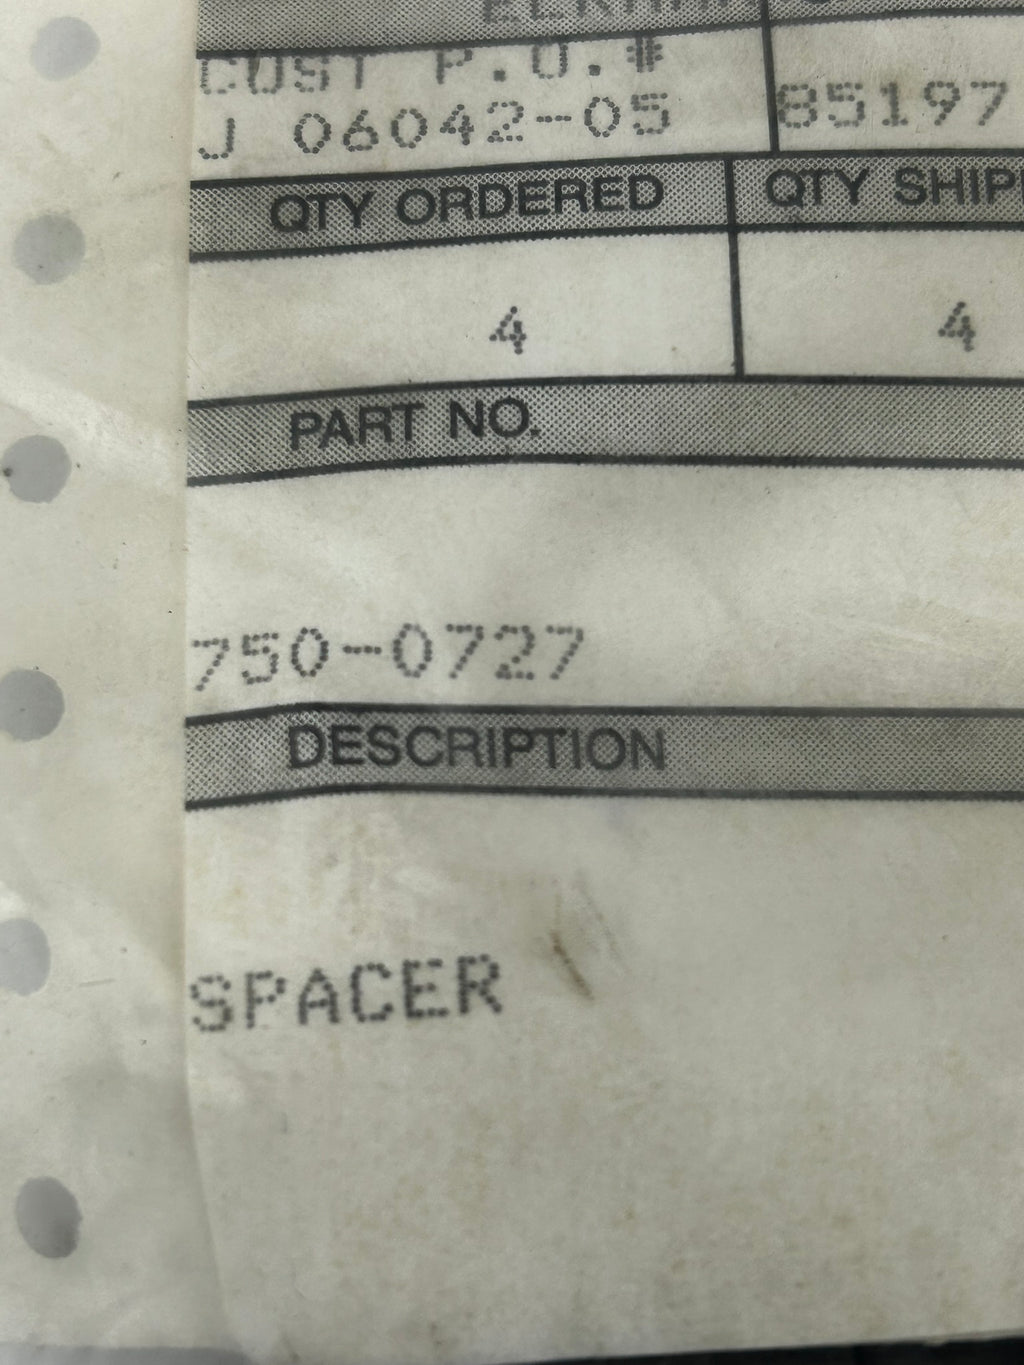 CUST P.O.#
J 06042-05 85197
QTY ORDERED QTY SHIP
4 4
PART NO.
750-0727
DESCRIPTION
SPACER